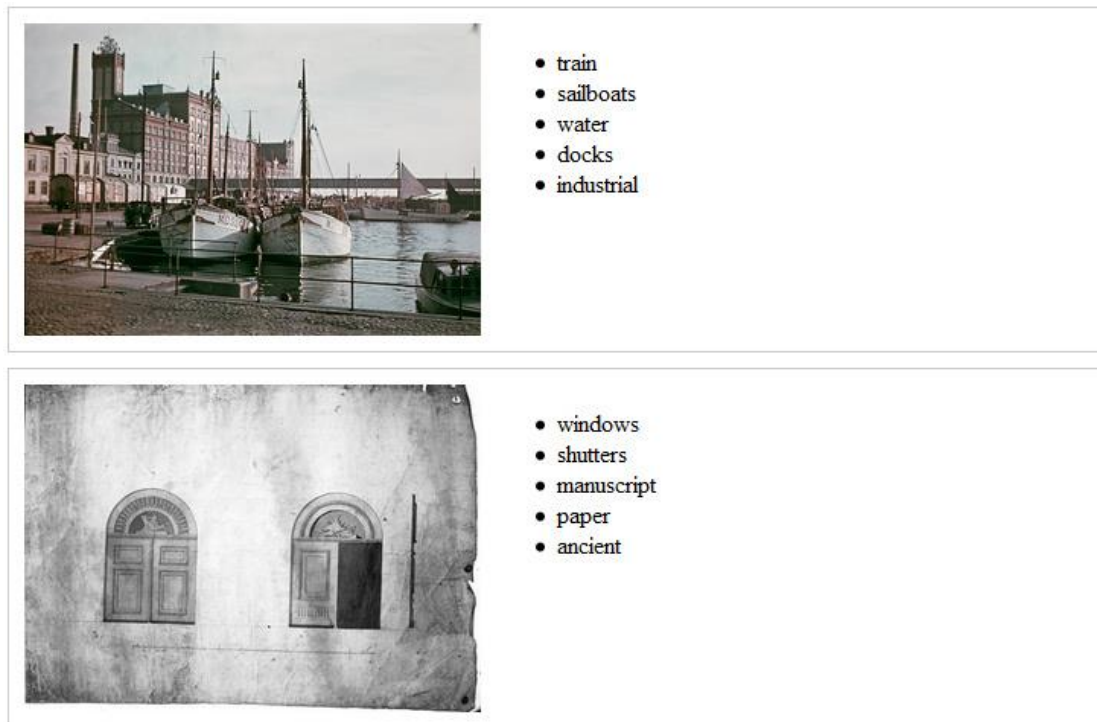 train
sailboats
water
docks
industrial
windows
shutters
manuscript
paper
ancient